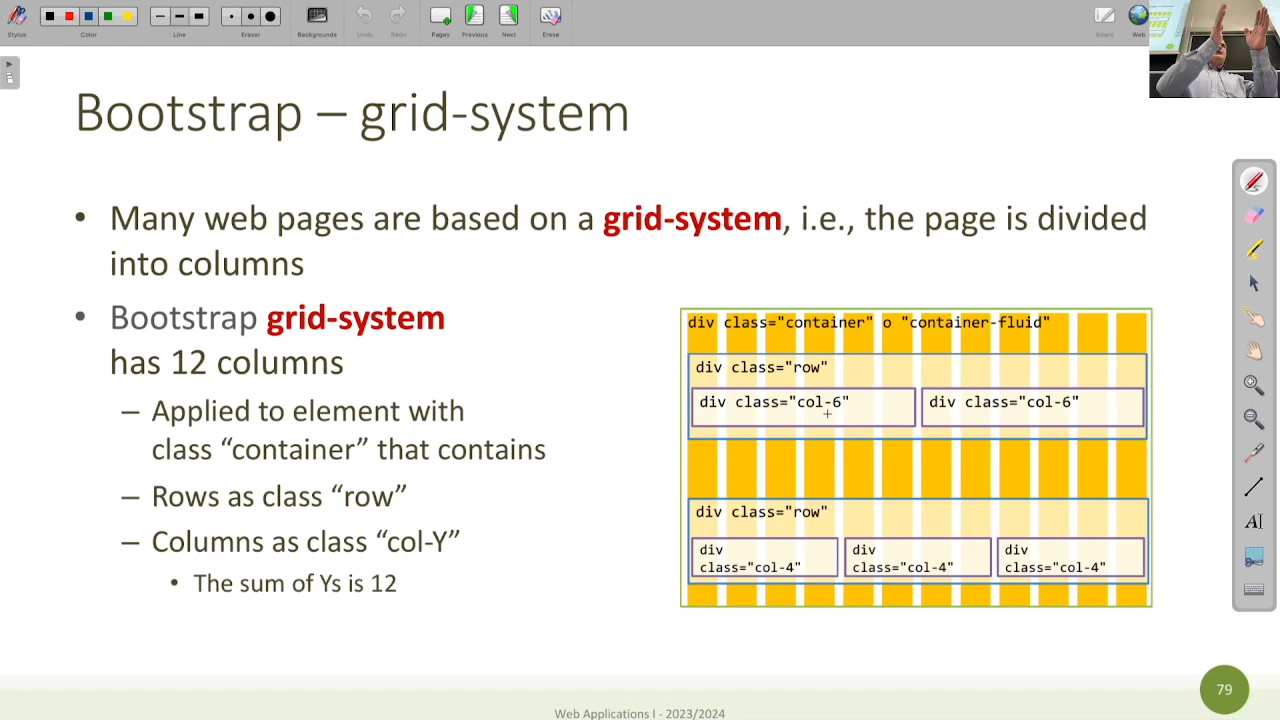 Stylus
Color
Line
Eraser
Backgrounds
Undo
Redo
Pages
Previous
Next
Erase
Board
Web
Bootstrap – grid-system
• Many web pages are based on a grid-system, i.e., the page is divided
into columns
• Bootstrap grid-system
has 12 columns
– Applied to element with
class “container” that contains
– Rows as class “row”
– Columns as class “col-Y”
• The sum of Ys is 12
div class="container" o "container-fluid"
div class="row"
div class="col-6"
div class="col-6"
div class="row"
div
class="col-4"
div
class="col-4"
div
class="col-4"
AI
79
Web Applications I - 2023/2024